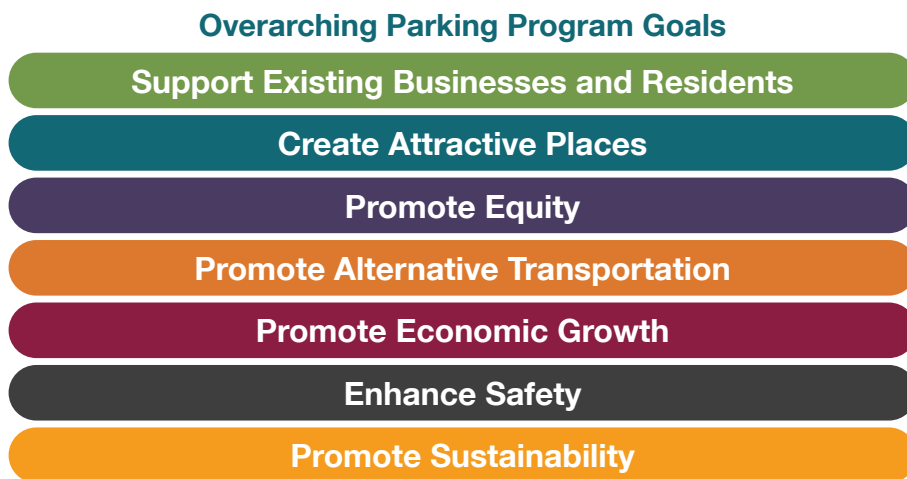 Overarching Parking Program Goals
Support Existing Businesses and Residents
Create Attractive Places
Promote Equity
Promote Alternative Transportation
Promote Economic Growth
Enhance Safety
Promote Sustainability